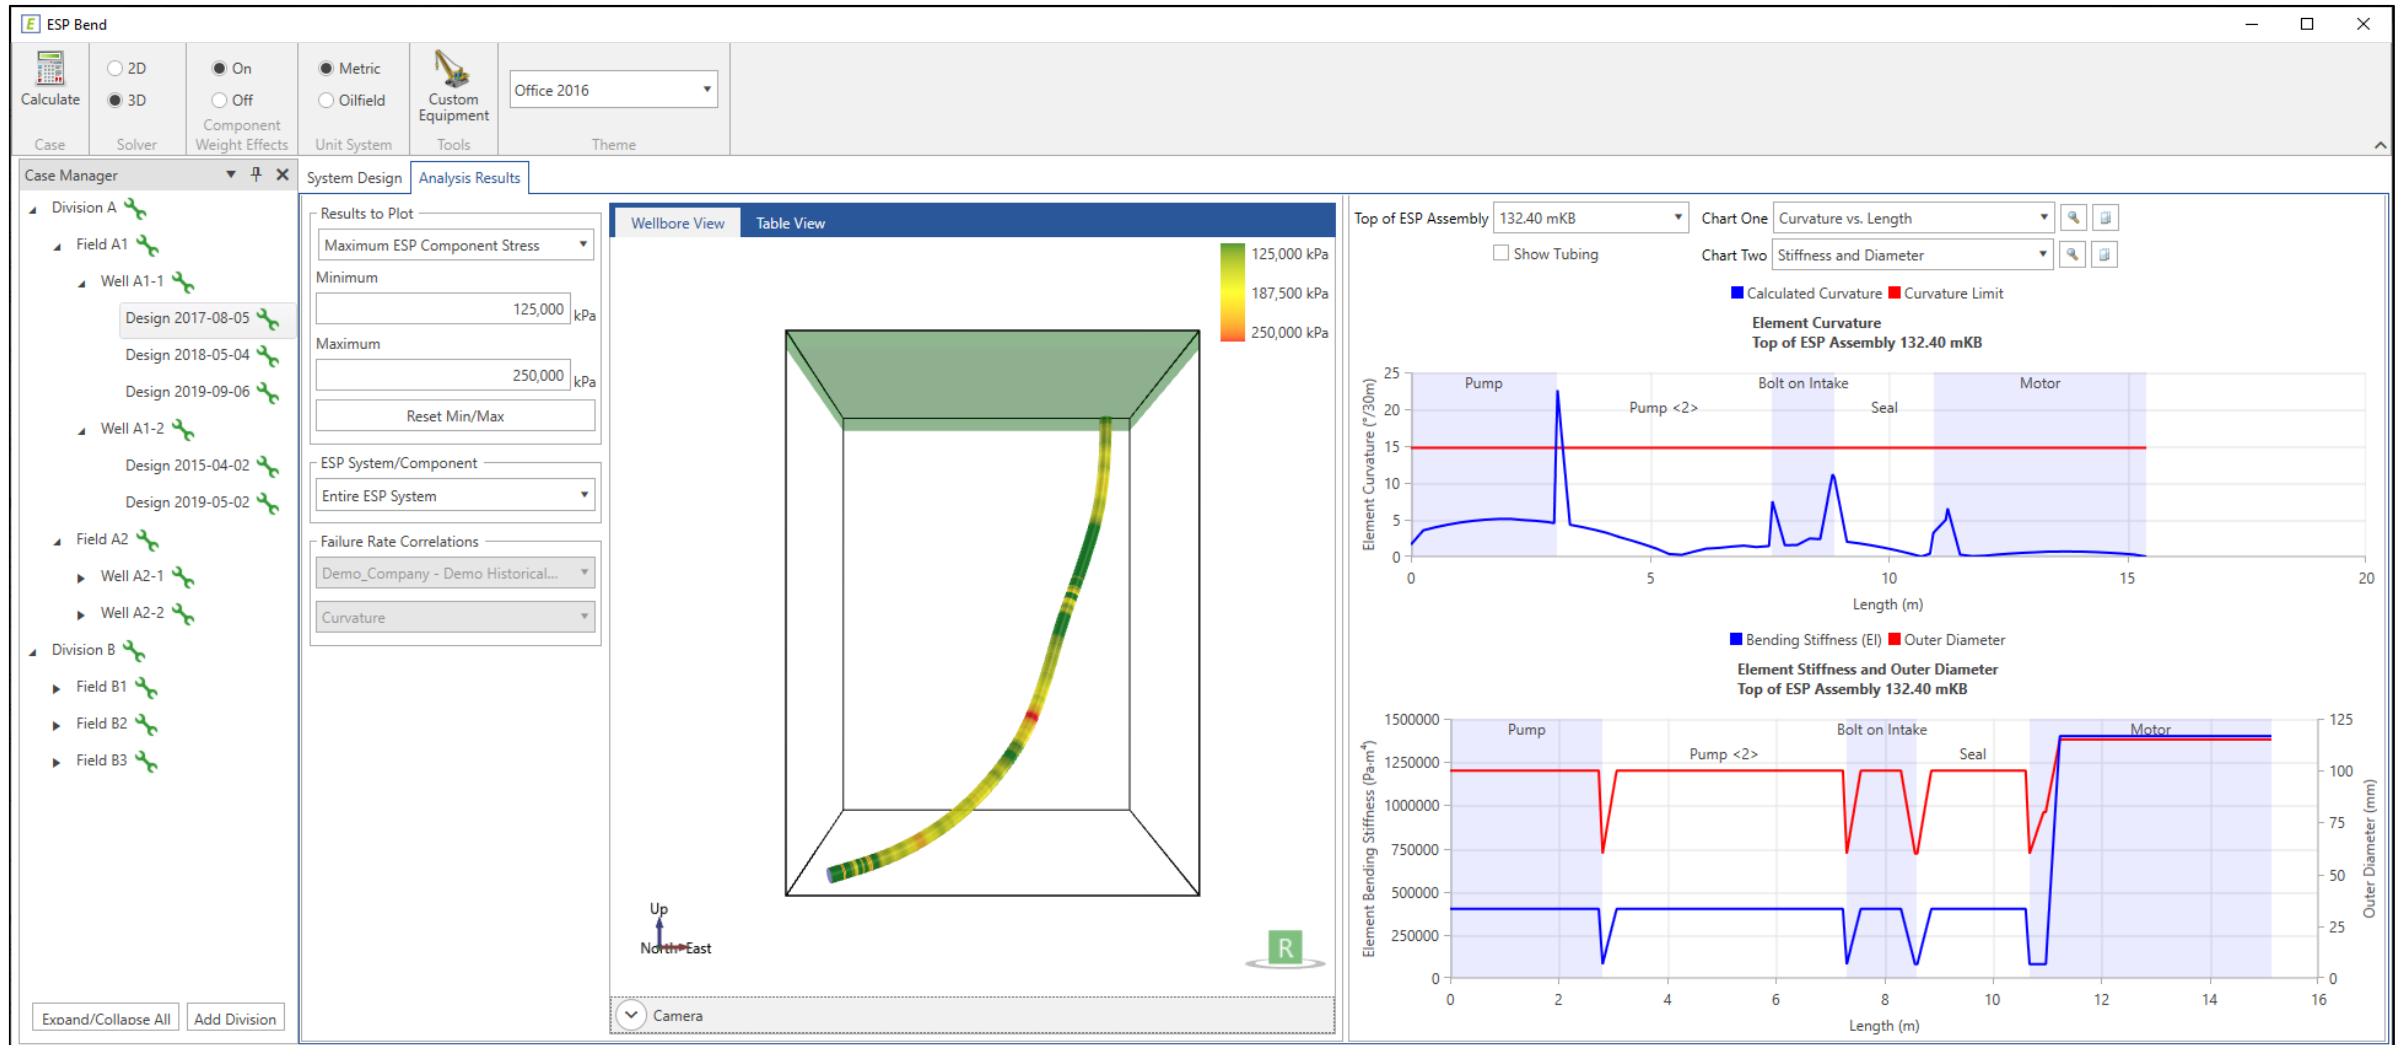 E ESP Bend
Calculate
Case
2D
3D
Solver
On
Off
Component
Weight Effects
Metric
Oilfield
Unit System
Custom
Equipment
Tools
Office 2016
Theme
Case Manager
Division A
Field A1
Well A1-1
Design 2017-08-05
Design 2018-05-04
Design 2019-09-06
Well A1-2
Design 2015-04-02
Design 2019-05-02
Field A2
Well A2-1
Well A2-2
Division B
Field B1
Field B2
Field B3
Expand/Collapse All
Add Division
System Design
Analysis Results
Results to Plot
Maximum ESP Component Stress
Minimum
125,000 kPa
Maximum
250,000 kPa
Reset Min/Max
ESP System/Component
Entire ESP System
Failure Rate Correlations
Demo_Company - Demo Historical...
Curvature
Wellbore View
Table View
125,000 kPa
187,500 kPa
250,000 kPa
Up
North East
R
Camera
Top of ESP Assembly 132.40 mKB
Show Tubing
Chart One Curvature vs. Length
Chart Two Stiffness and Diameter
Calculated Curvature Curvature Limit
Element Curvature
Top of ESP Assembly 132.40 mKB
Element Curvature (°/30m)
25
20
15
10
5
0
Pump
Pump <2>
Bolt on Intake
Seal
Motor
0 5 10 15 20
Length (m)
Bending Stiffness (EI) Outer Diameter
Element Stiffness and Outer Diameter
Top of ESP Assembly 132.40 mKB
Element Bending Stiffness (Pa·m⁴)
1500000
1250000
1000000
750000
500000
250000
0
Pump
Pump <2>
Bolt on Intake
Seal
Motor
125
100
75
50
25
0
Outer Diameter (mm)
0 2 4 6 8 10 12 14 16
Length (m)